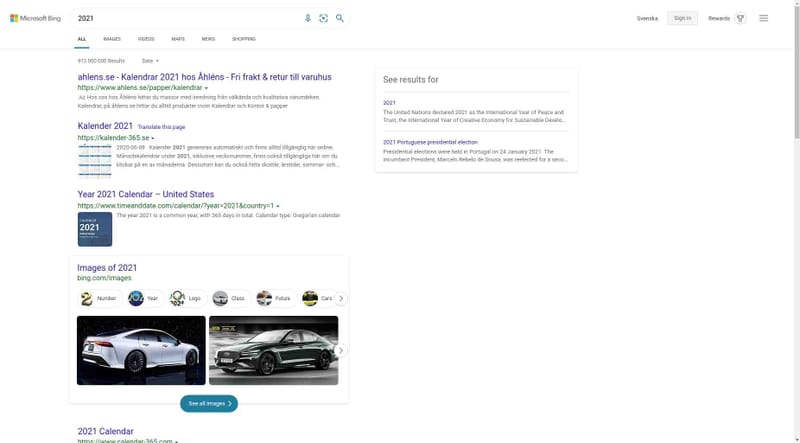 Microsoft Bing
2021
Svenska
Sign in
Rewards
ALL
IMAGES
VIDEOS
MAPS
NEWS
SHOPPING
913 000 000 Results
Date
ahlens.se - Kalendrar 2021 hos Åhléns - Fri frakt & retur till varuhus
https://www.ahlens.se/papper/kalendrar
Ad Hos oss hos Åhléns hittar du massor med inredning från välkända och kvalitativa varumärken.
Kalendrar, på åhlens.se hittar du alltid produkter inom Kalendrar och Kontor & papper
Kalender 2021 Translate this page
https://kalender-365.se
2020-06-08 · Kalender 2021 genereras automatiskt och finns alltid tillgänglig här online.
Månadskalender under 2021, inklusive veckonummer, finns också tillgängliga här om du
klickar på en av månaderna. Dessutom kan du också hitta skottår, årstider, sommar- och...
Year 2021 Calendar – United States
https://www.timeanddate.com/calendar/?year=2021&country=1
2021
The year 2021 is a common year, with 365 days in total. Calendar type: Gregorian calendar
Images of 2021
bing.com/images
Number
Year
Logo
Class
Future
Cars
See all images
2021 Calendar
https://www.calendar-365.com
See results for
2021
The United Nations declared 2021 as the International Year of Peace and
Trust, the International Year of Creative Economy for Sustainable Develo...
2021 Portuguese presidential election
Presidential elections were held in Portugal on 24 January 2021. The
incumbent President, Marcelo Rebelo de Sousa, was reelected for a seco...